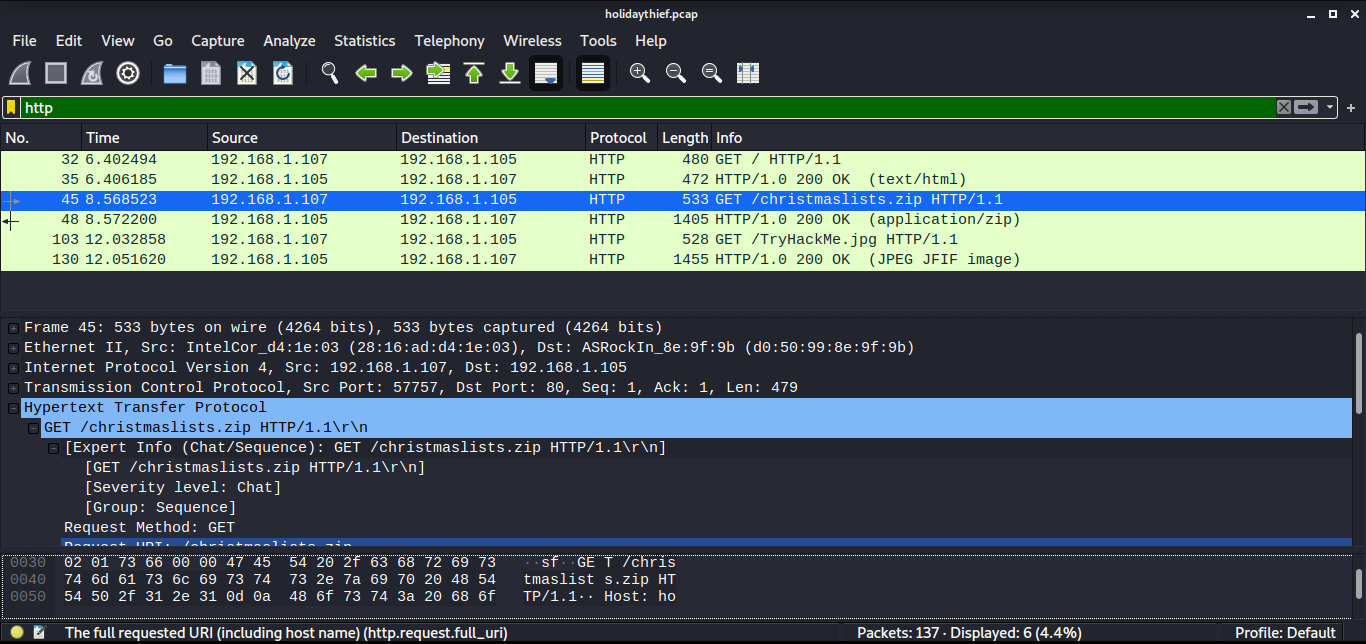 holidaythief.pcap
File Edit View Go Capture Analyze Statistics Telephony Wireless Tools Help
http
No. Time Source Destination Protocol Length Info
32 6.402494 192.168.1.107 192.168.1.105 HTTP 480 GET / HTTP/1.1
35 6.406185 192.168.1.105 192.168.1.107 HTTP 472 HTTP/1.0 200 OK (text/html)
45 8.568523 192.168.1.107 192.168.1.105 HTTP 533 GET /christmaslists.zip HTTP/1.1
48 8.572200 192.168.1.105 192.168.1.107 HTTP 1405 HTTP/1.0 200 OK (application/zip)
103 12.032858 192.168.1.107 192.168.1.105 HTTP 528 GET /TryHackMe.jpg HTTP/1.1
130 12.051620 192.168.1.105 192.168.1.107 HTTP 1455 HTTP/1.0 200 OK (JPEG JFIF image)
Frame 45: 533 bytes on wire (4264 bits), 533 bytes captured (4264 bits)
Ethernet II, Src: IntelCor_d4:1e:03 (28:16:ad:d4:1e:03), Dst: ASRockIn_8e:9f:9b (d0:50:99:8e:9f:9b)
Internet Protocol Version 4, Src: 192.168.1.107, Dst: 192.168.1.105
Transmission Control Protocol, Src Port: 57757, Dst Port: 80, Seq: 1, Ack: 1, Len: 479
Hypertext Transfer Protocol
GET /christmaslists.zip HTTP/1.1\r\n
[Expert Info (Chat/Sequence): GET /christmaslists.zip HTTP/1.1\r\n]
[GET /christmaslists.zip HTTP/1.1\r\n]
[Severity level: Chat]
[Group: Sequence]
Request Method: GET
Request URI: /christmaslists.zip
0030 02 01 73 66 00 00 47 45 54 20 2f 63 68 72 69 73 ··sf··GE T /chris
0040 74 6d 61 73 6c 69 73 74 73 2e 7a 69 70 20 48 54 tmaslist s.zip HT
0050 54 50 2f 31 2e 31 0d 0a 48 6f 73 74 3a 20 68 6f TP/1.1·· Host: ho
The full requested URI (including host name) (http.request.full_uri) Packets: 137 · Displayed: 6 (4.4%) Profile: Default